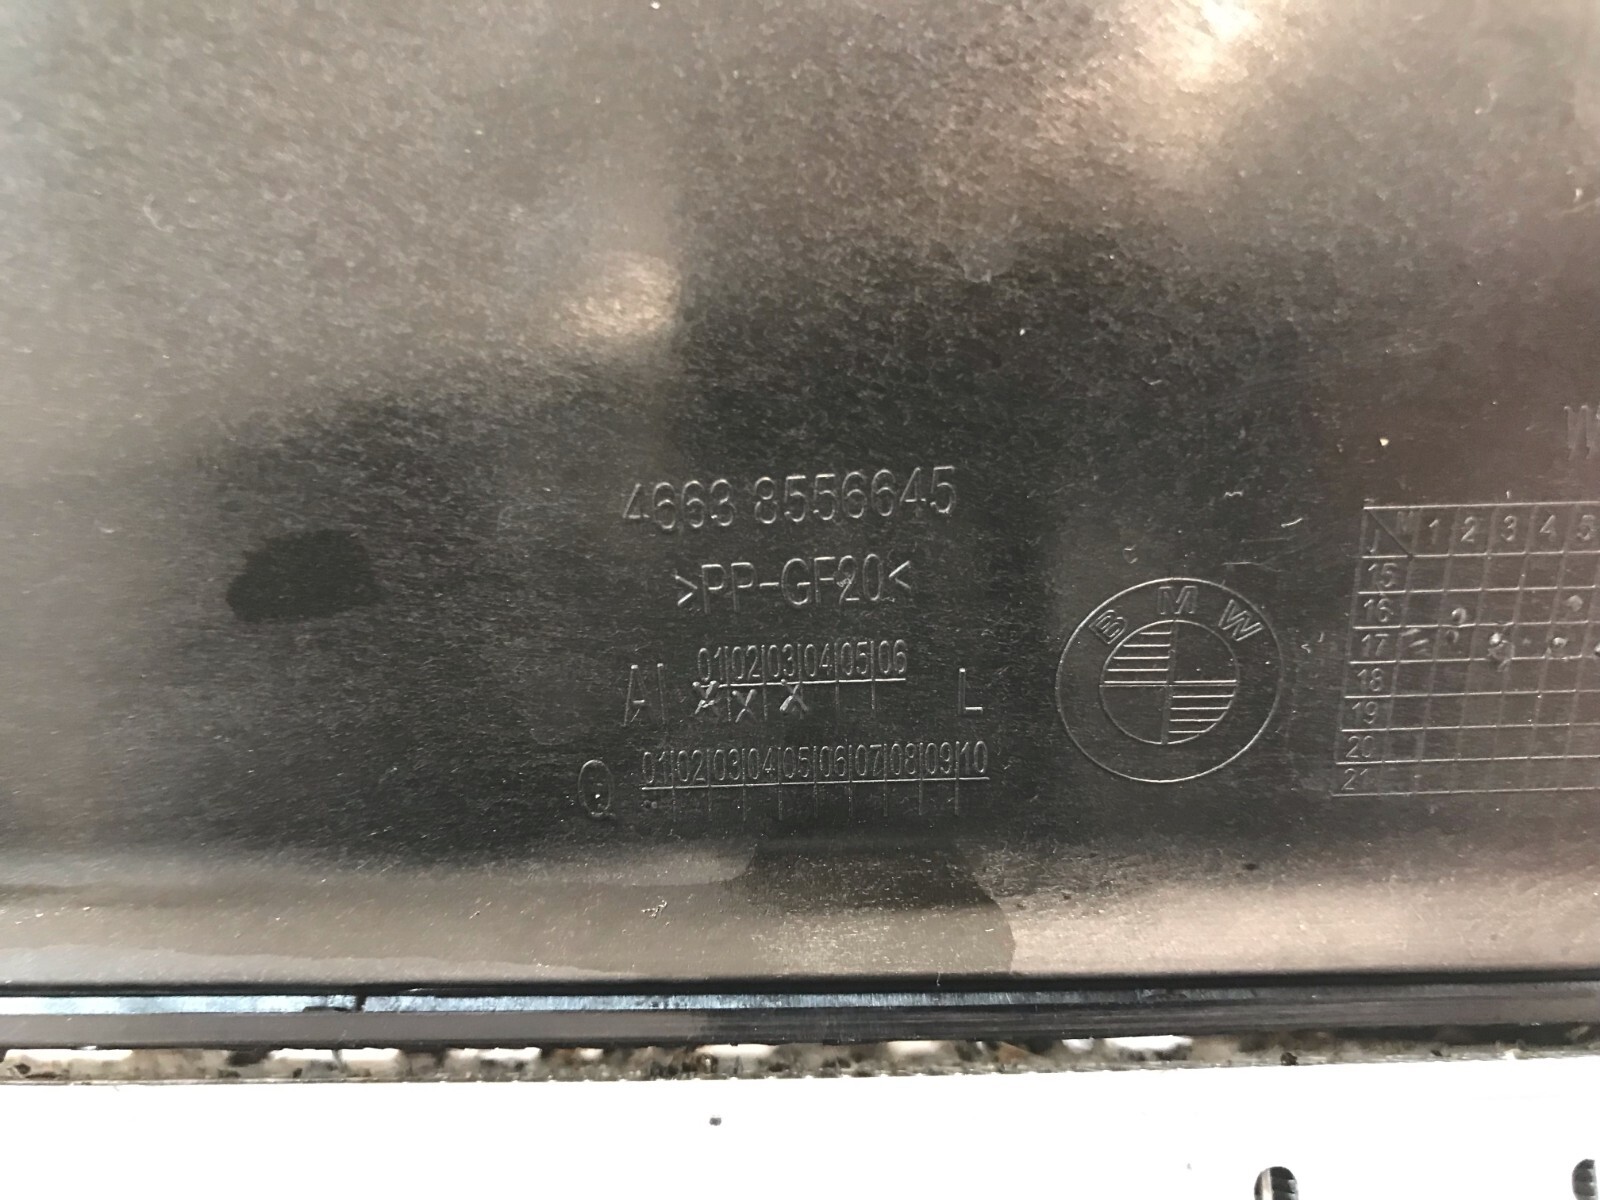 4663 8556645
>PP-GF20<
AI 01 02 03 04 05 06 L
X X X
Q 01 02 03 04 05 06 07 08 09 10
BMW
J M 1 2 3 4 5
15
16
17
18
19
20
21